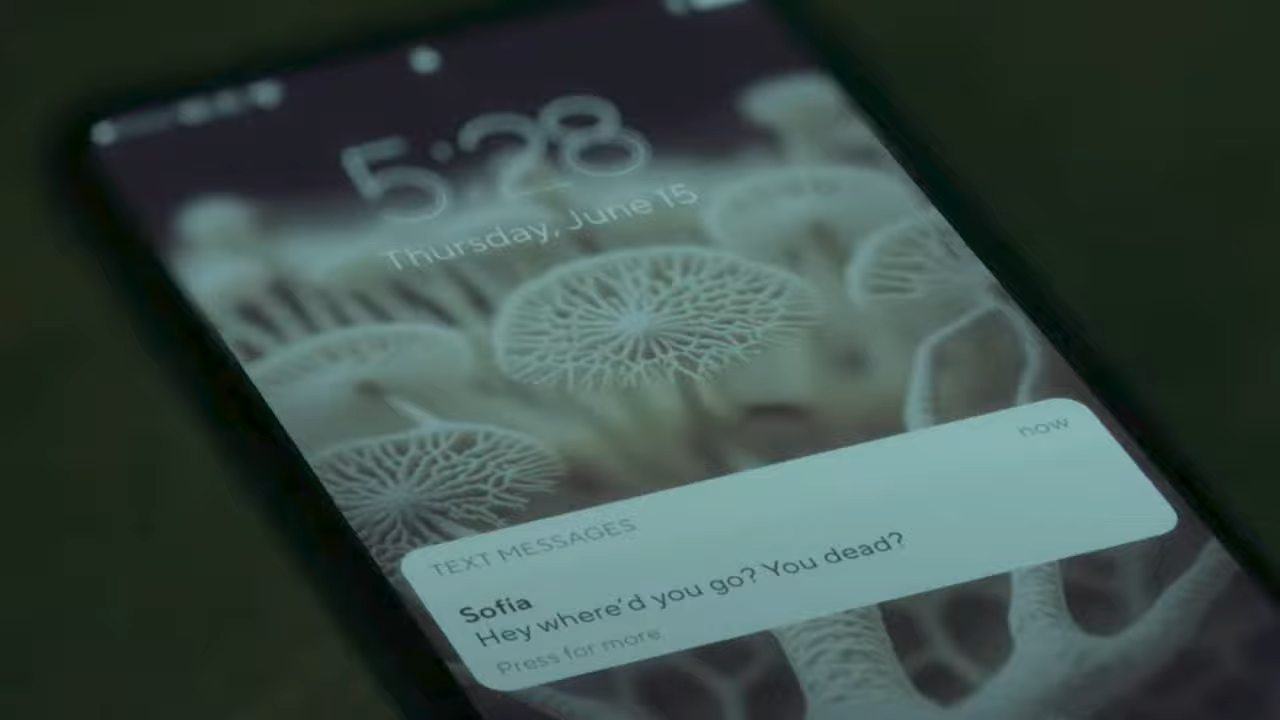 5:28
Thursday, June 15
now
TEXT MESSAGES
Sofia
Hey where'd you go? You dead?
Press for more